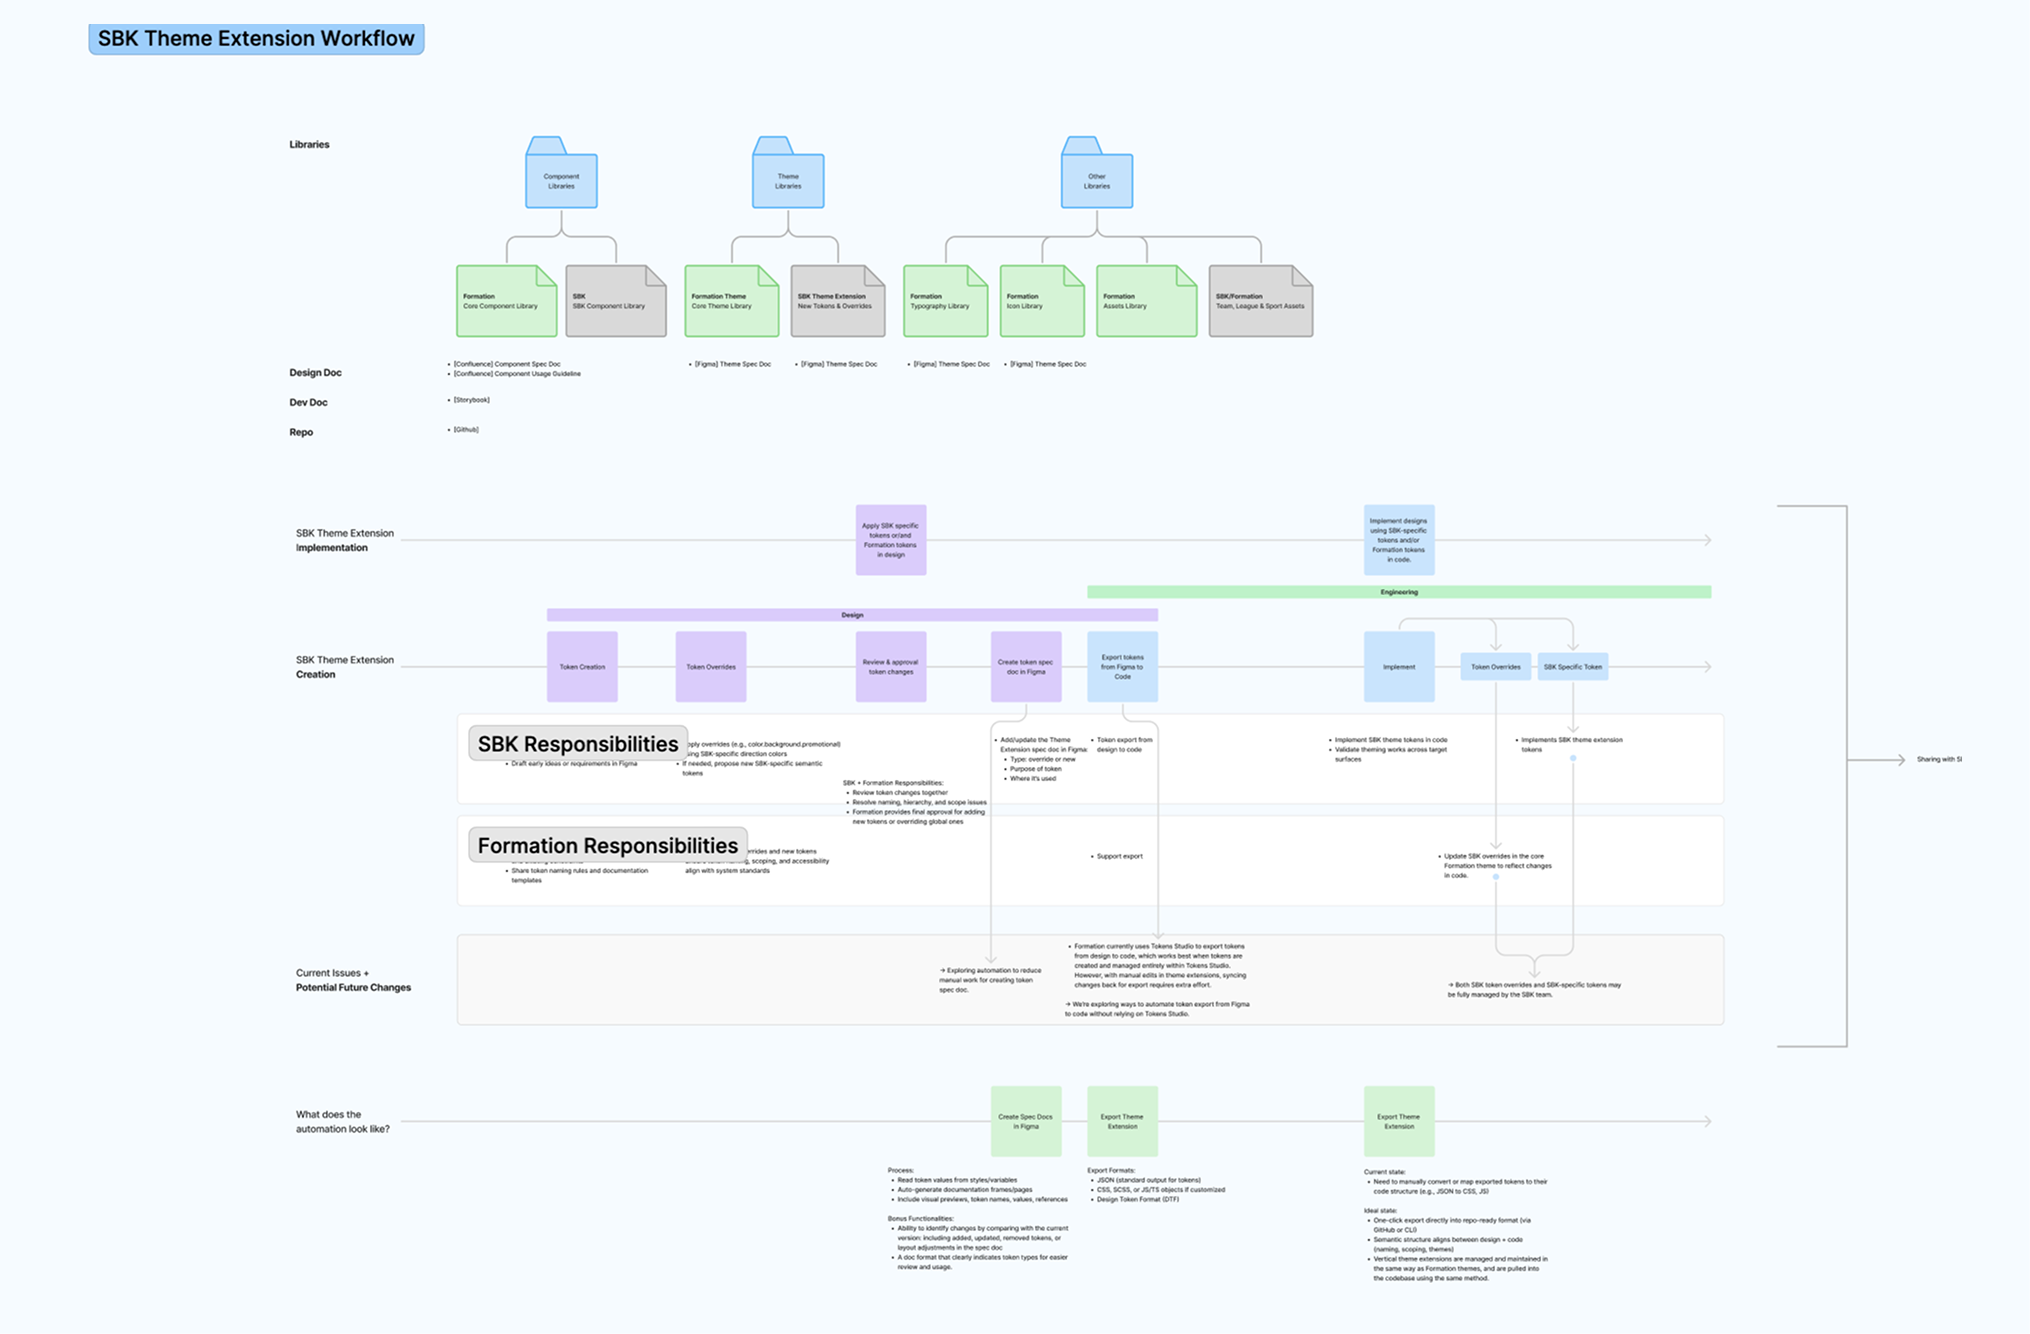 SBK Theme Extension Workflow
Libraries
Component
Libraries
Theme
Libraries
Other
Libraries
Formation
Core Component Library
SBK
SBK Component Library
Formation Theme
Core Theme Library
SBK Theme Extension
New Tokens & Overrides
Formation
Typography Library
Formation
Icon Library
Formation
Assets Library
SBK/Formation
Team, League & Sport Assets
Design Doc
• [Confluence] Component Spec Doc
• [Confluence] Component Usage Guideline
• [Figma] Theme Spec Doc
• [Figma] Theme Spec Doc
• [Figma] Theme Spec Doc
• [Figma] Theme Spec Doc
Dev Doc
• [Storybook]
Repo
• [Github]
SBK Theme Extension
Implementation
Apply SBK specific
tokens or/and
Formation tokens
in design
Implement designs
using SBK-specific
tokens and/or
Formation tokens
in code.
Engineering
Design
SBK Theme Extension
Creation
Token Creation
Token Overrides
Review & approval
token changes
Create token spec
doc in Figma
Export tokens
from Figma to
Code
Implement
Token Overrides
SBK Specific Token
SBK Responsibilities
• Draft early ideas or requirements in Figma
overrides (e.g., color.background.promotional)
SBK-specific direction colors
• If needed, propose new SBK-specific semantic
tokens
SBK + Formation Responsibilities:
• Review token changes together
• Resolve naming, hierarchy, and scope issues
• Formation provides final approval for adding
new tokens or overriding global ones
• Add/update the Theme
Extension spec doc in Figma:
• Type: override or new
• Purpose of token
• Where it's used
• Token export from
design to code
• Implement SBK theme tokens in code
• Validate theming works across target
surfaces
• Implements SBK theme extension
tokens
Sharing with SI
Formation Responsibilities
• Share token naming rules and documentation
templates
and new tokens
scoping, and accessibility
align with system standards
• Support export
• Update SBK overrides in the core
Formation theme to reflect changes
in code.
Current Issues +
Potential Future Changes
→ Exploring automation to reduce
manual work for creating token
spec doc.
• Formation currently uses Tokens Studio to export tokens
from design to code, which works best when tokens are
created and managed entirely within Tokens Studio.
However, with manual edits in theme extensions, syncing
changes back for export requires extra effort.
→ We're exploring ways to automate token export from Figma
to code without relying on Tokens Studio.
→ Both SBK token overrides and SBK-specific tokens may
be fully managed by the SBK team.
What does the
automation look like?
Create Spec Docs
in Figma
Export Theme
Extension
Export Theme
Extension
Process:
• Read token values from styles/variables
• Auto-generate documentation frames/pages
• Include visual previews, token names, values, references
Bonus Functionalities:
• Ability to identify changes by comparing with the current
version: including added, updated, removed tokens, or
layout adjustments in the spec doc
• A doc format that clearly indicates token types for easier
review and usage.
Export Formats:
• JSON (standard output for tokens)
• CSS, SCSS, or JS/TS objects if customized
• Design Token Format (DTF)
Current state:
• Need to manually convert or map exported tokens to their
code structure (e.g., JSON to CSS, JS)
Ideal state:
• One-click export directly into repo-ready format (via
GitHub or CLI)
• Semantic structure aligns between design + code
(naming, scoping, themes)
• Vertical theme extensions are managed and maintained in
the same way as Formation themes, and are pulled into
the codebase using the same method.